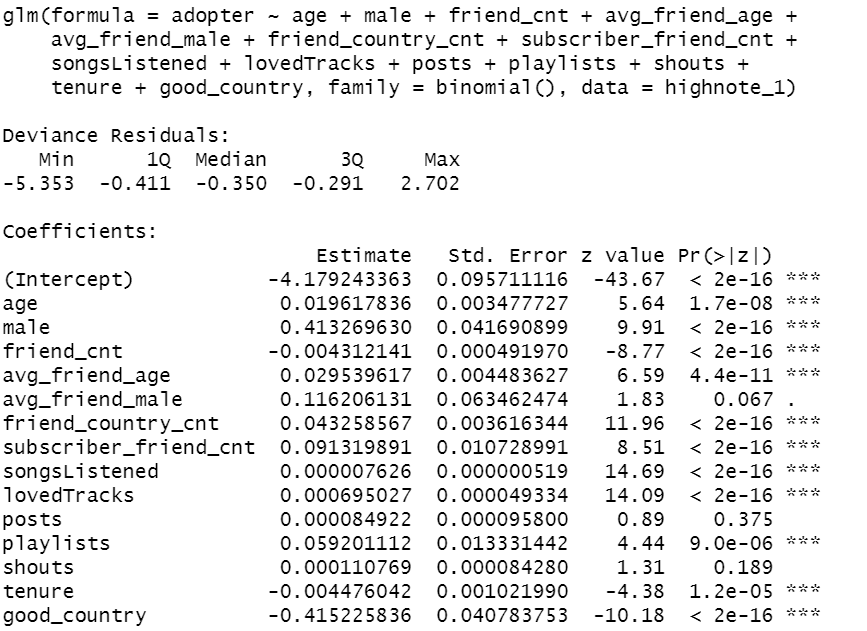 glm(formula = adopter ~ age + male + friend_cnt + avg_friend_age +
    avg_friend_male + friend_country_cnt + subscriber_friend_cnt +
    songsListened + lovedTracks + posts + playlists + shouts +
    tenure + good_country, family = binomial(), data = highnote_1)

Deviance Residuals:
   Min      1Q  Median      3Q     Max
-5.353  -0.411  -0.350  -0.291   2.702

Coefficients:
                          Estimate   Std. Error z value Pr(>|z|)
(Intercept)           -4.179243363  0.095711116  -43.67  < 2e-16 ***
age                    0.019617836  0.003477727    5.64  1.7e-08 ***
male                   0.413269630  0.041690899    9.91  < 2e-16 ***
friend_cnt            -0.004312141  0.000491970   -8.77  < 2e-16 ***
avg_friend_age         0.029539617  0.004483627    6.59  4.4e-11 ***
avg_friend_male        0.116206131  0.063462474    1.83    0.067 .
friend_country_cnt     0.043258567  0.003616344   11.96  < 2e-16 ***
subscriber_friend_cnt  0.091319891  0.010728991    8.51  < 2e-16 ***
songsListened          0.000007626  0.000000519   14.69  < 2e-16 ***
lovedTracks            0.000695027  0.000049334   14.09  < 2e-16 ***
posts                  0.000084922  0.000095800    0.89    0.375
playlists              0.059201112  0.013331442    4.44  9.0e-06 ***
shouts                 0.000110769  0.000084280    1.31    0.189
tenure                -0.004476042  0.001021990   -4.38  1.2e-05 ***
good_country          -0.415225836  0.040783753  -10.18  < 2e-16 ***